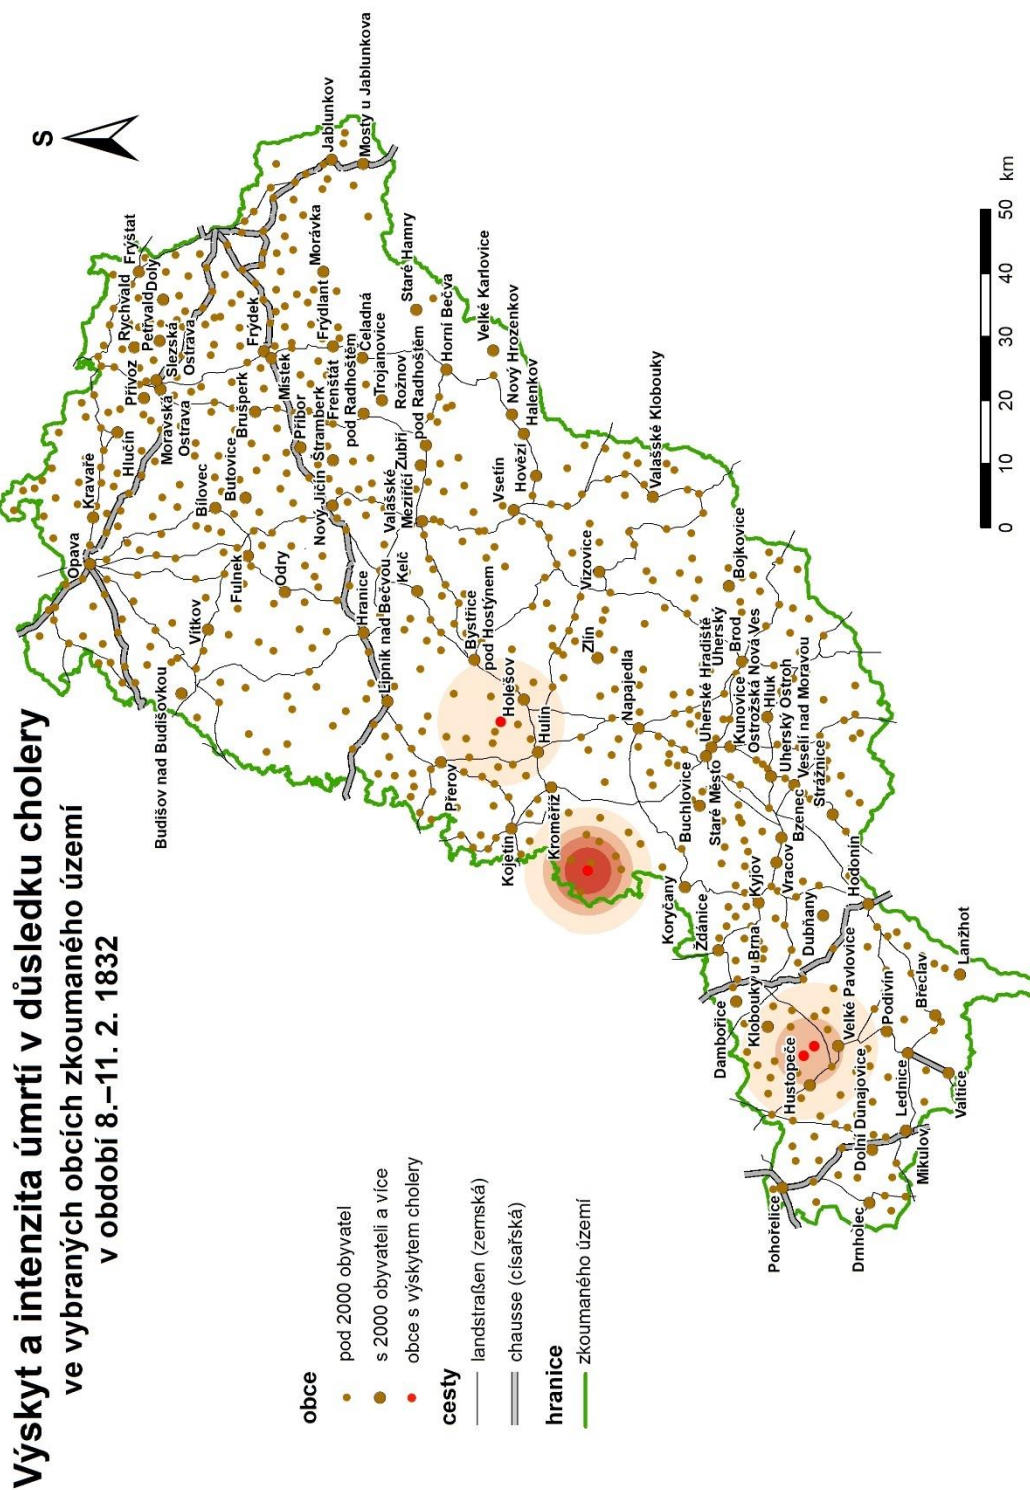 Výskyt a intenzita úmrtí v důsledku cholery
ve vybraných obcích zkoumaného území
v období 8.–11. 2. 1832
S
obce
pod 2000 obyvatel
s 2000 obyvateli a více
obce s výskytem cholery
cesty
landstraßen (zemská)
chausse (císařská)
hranice
zkoumaného území
0 10 20 30 40 50 km
Opava
Kravaře
Hlučín
Přívoz
Rychvald
Petřvald
Doly
Fryštat
Moravská
Ostrava
Slezská
Ostrava
Budišov nad Budišovkou
Vítkov
Bílovec
Butovice
Brušperk
Fulnek
Odry
Frýdek
Místek
Příbor
Štramberk
Nový Jičín
Frýdlant
Morávka
Jablunkov
Mosty u Jablunkova
Frenštát
pod Radhoštěm
Čeladná
Trojanovice
Staré Hamry
Hranice
Lipník nad Bečvou
Kelč
Valašské
Meziříčí
Zubří
Rožnov
pod Radhoštěm
Horní Bečva
Velké Karlovice
Nový Hrozenkov
Halenkov
Hovězí
Vsetín
Přerov
Bystřice
pod Hostýnem
Holešov
Hulín
Kojetín
Kroměříž
Zlín
Vizovice
Valašské Klobouky
Napajedla
Bojkovice
Uherské Hradiště
Uherský
Brod
Kunovice
Ostrožská Nová Ves
Hluk
Uherský Ostroh
Veselí nad Moravou
Strážnice
Buchlovice
Staré Město
Bzenec
Vracov
Koryčany
Ždánice
Kyjov
Dubňany
Hodonín
Dambořice
Klobouky u Brna
Hustopeče
Velké Pavlovice
Podivín
Břeclav
Lanžhot
Pohořelice
Dolní Dunajovice
Drnholec
Mikulov
Lednice
Valtice